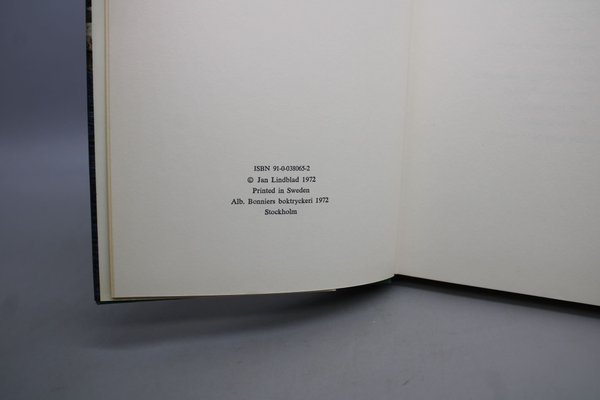 ISBN 91-0-038065-2
© Jan Lindblad 1972
Printed in Sweden
Alb. Bonniers boktryckeri 1972
Stockholm